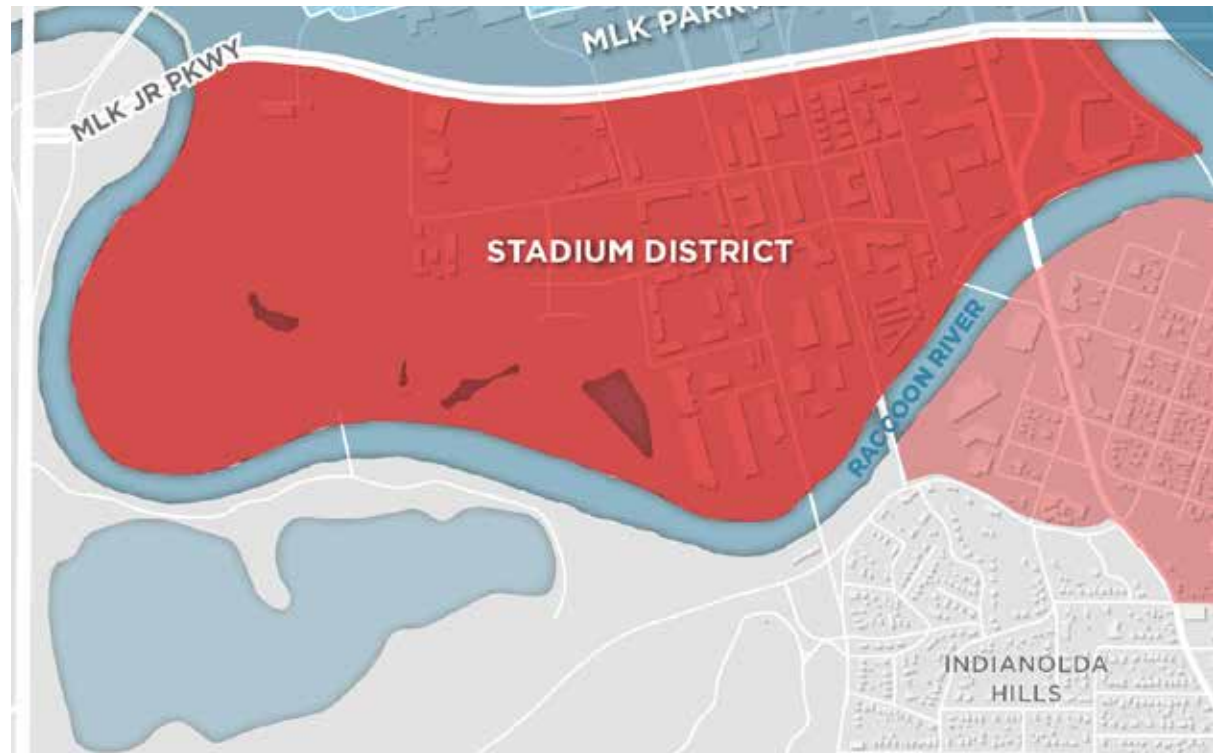 MLK PARK
MLK JR PKWY
STADIUM DISTRICT
RACCOON RIVER
INDIANOLDA
HILLS